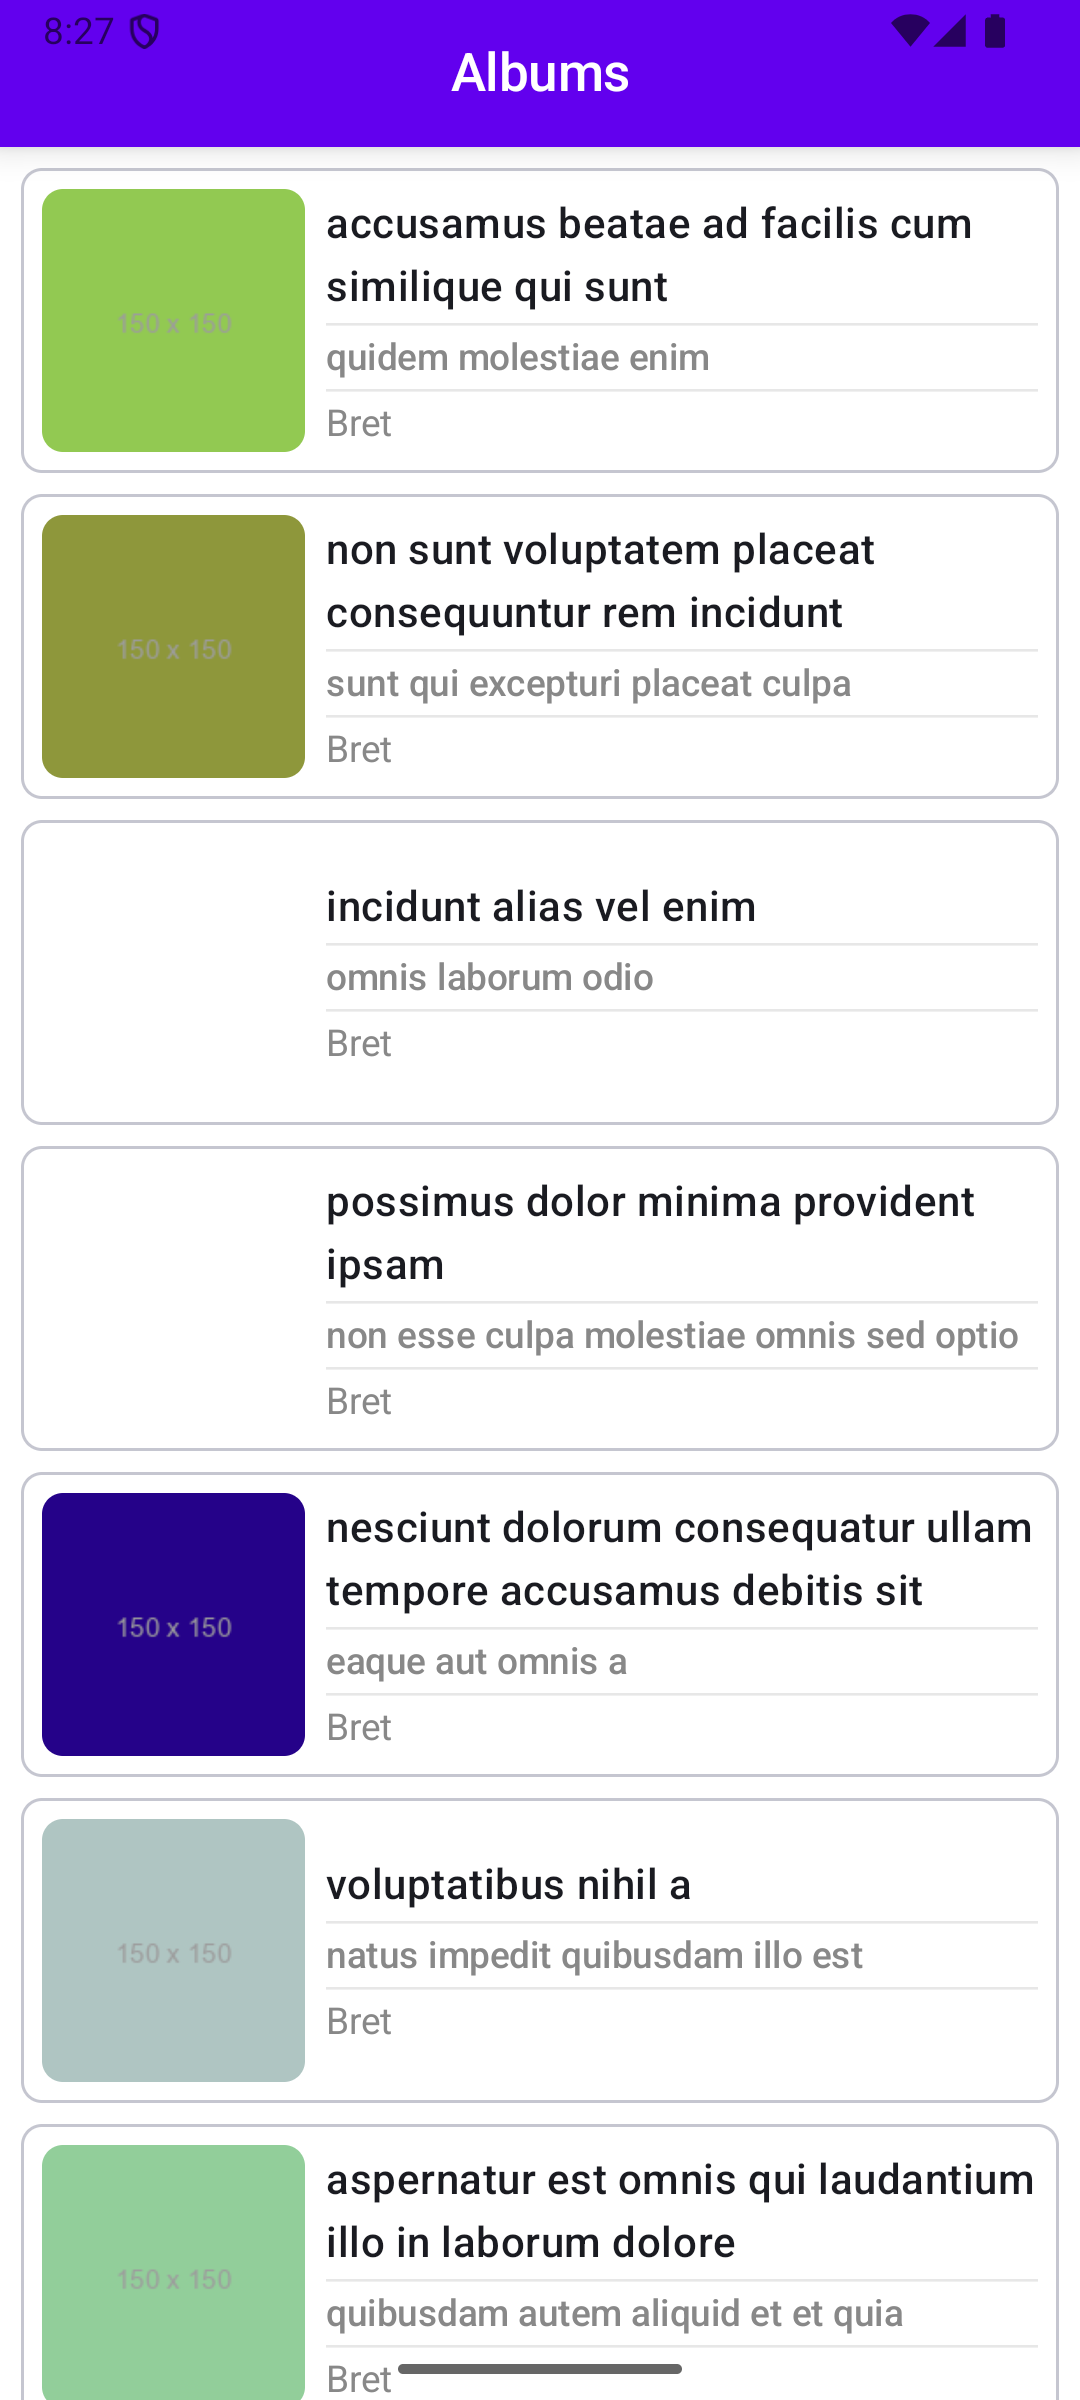 8:27
Albums
accusamus beatae ad facilis cum
similique qui sunt
150 x 150
quidem molestiae enim
Bret
non sunt voluptatem placeat
consequuntur rem incidunt
150 x 150
sunt qui excepturi placeat culpa
Bret
incidunt alias vel enim
omnis laborum odio
Bret
possimus dolor minima provident
ipsam
non esse culpa molestiae omnis sed optio
Bret
nesciunt dolorum consequatur ullam
tempore accusamus debitis sit
150 x 150
eaque aut omnis a
Bret
voluptatibus nihil a
150 x 150
natus impedit quibusdam illo est
Bret
aspernatur est omnis qui laudantium
illo in laborum dolore
150 x 150
quibusdam autem aliquid et et quia
Bret